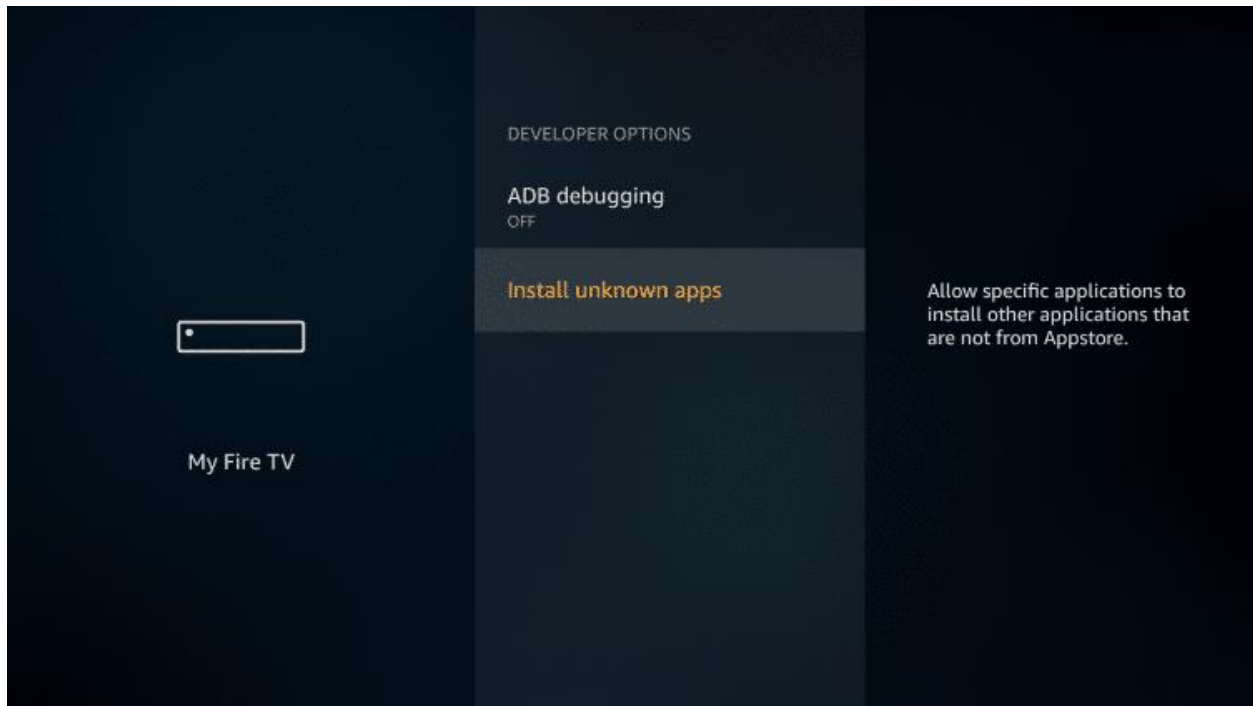 DEVELOPER OPTIONS
ADB debugging
OFF
Install unknown apps
My Fire TV
Allow specific applications to
install other applications that
are not from Appstore.